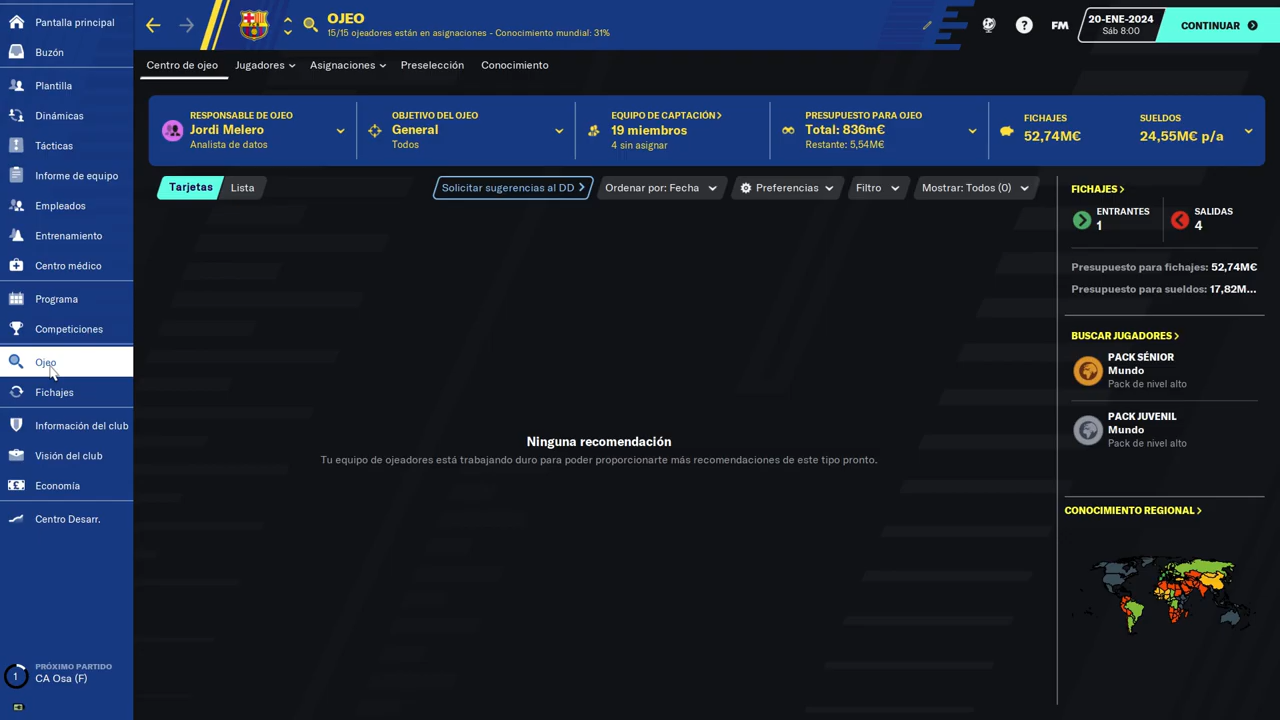 Pantalla principal
Buzón
Plantilla
Dinámicas
Tácticas
Informe de equipo
Empleados
Entrenamiento
Centro médico
Programa
Competiciones
Ojeo
Fichajes
Información del club
Visión del club
Economía
Centro Desarr.
1
PRÓXIMO PARTIDO
CA Osa (F)
OJEO
15/15 ojeadores están en asignaciones - Conocimiento mundial: 31%
FM
20-ENE-2024
Sáb 8:00
CONTINUAR
Centro de ojeo
Jugadores
Asignaciones
Preselección
Conocimiento
RESPONSABLE DE OJEO
Jordi Melero
Analista de datos
OBJETIVO DEL OJEO
General
Todos
EQUIPO DE CAPTACIÓN
19 miembros
4 sin asignar
PRESUPUESTO PARA OJEO
Total: 836m€
Restante: 5,54M€
FICHAJES
52,74M€
SUELDOS
24,55M€ p/a
Tarjetas
Lista
Solicitar sugerencias al DD
Ordenar por: Fecha
Preferencias
Filtro
Mostrar: Todos (0)
Ninguna recomendación
Tu equipo de ojeadores está trabajando duro para poder proporcionarte más recomendaciones de este tipo pronto.
FICHAJES
ENTRANTES
1
SALIDAS
4
Presupuesto para fichajes: 52,74M€
Presupuesto para sueldos: 17,82M...
BUSCAR JUGADORES
PACK SÉNIOR
Mundo
Pack de nivel alto
PACK JUVENIL
Mundo
Pack de nivel alto
CONOCIMIENTO REGIONAL